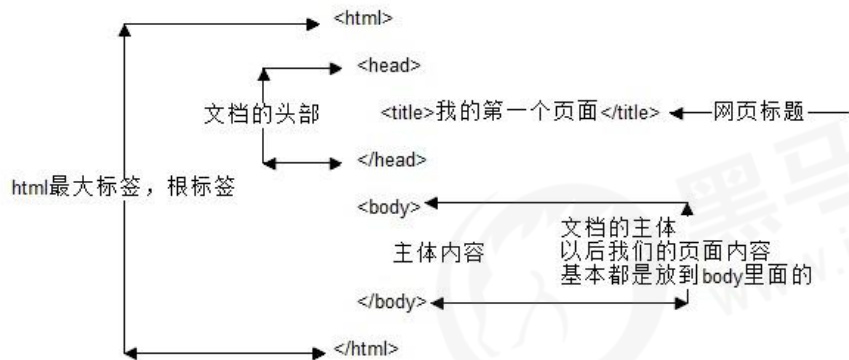 <html>
<head>
文档的头部
<title>我的第一个页面</title>
网页标题
</head>
html最大标签，根标签
<body>
文档的主体
以后我们的页面内容
基本都是放到body里面的
主体内容
</body>
</html>
黑马
www.i